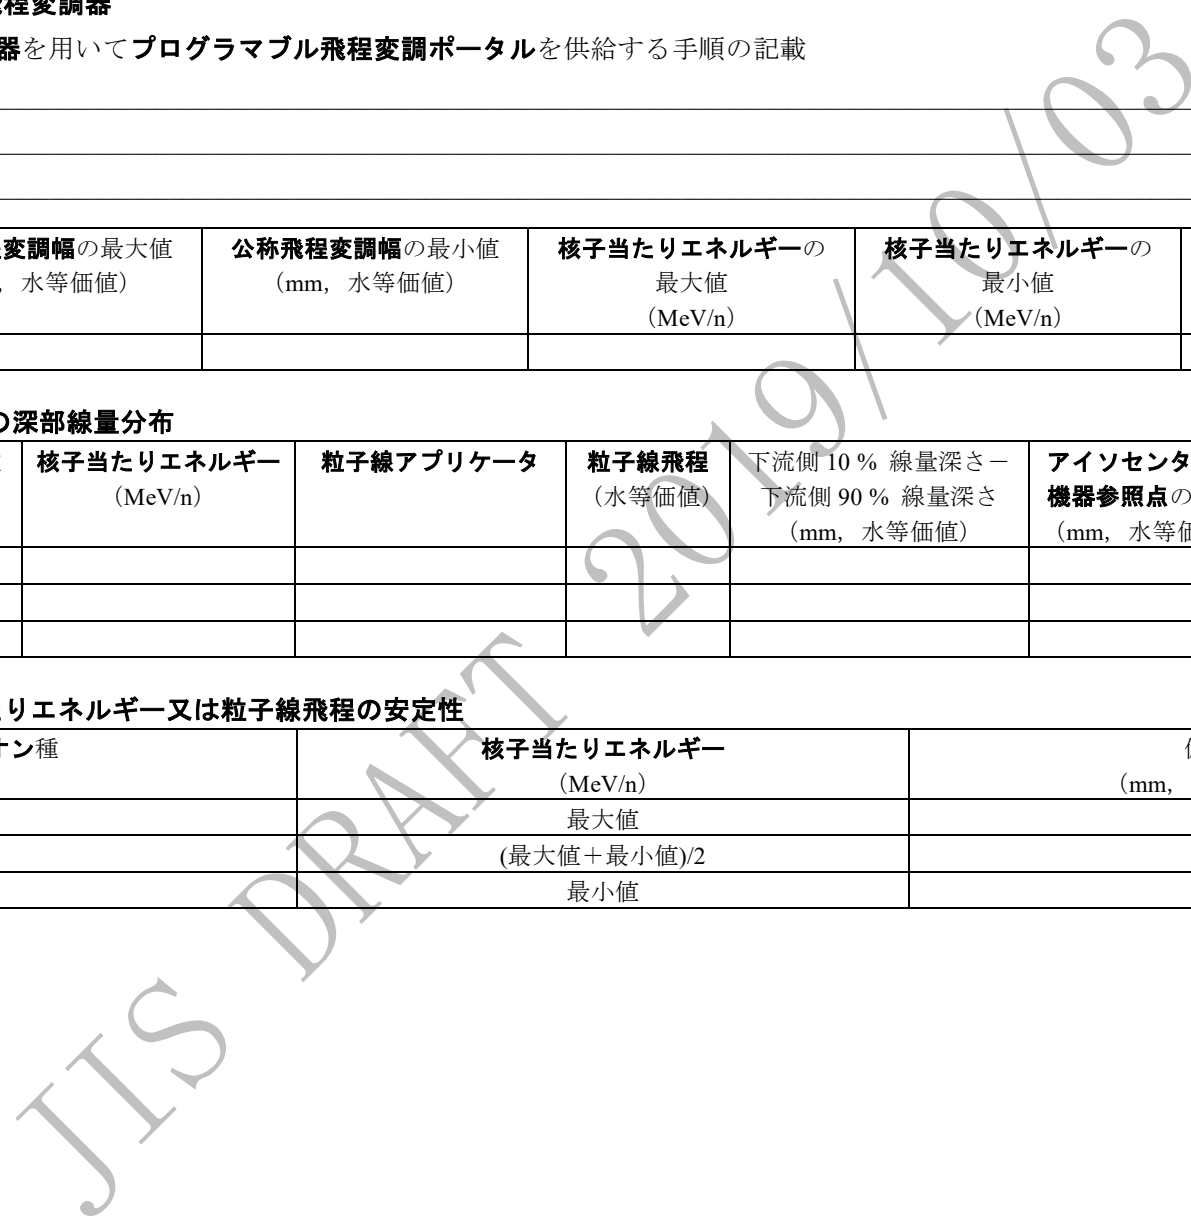 程変調器
器を用いてプログラマブル飛程変調ポータルを供給する手順の記載
変調幅の最大値
，水等価値）
公称飛程変調幅の最小値
（mm，水等価値）
核子当たりエネルギーの
最大値
（MeV/n）
核子当たりエネルギーの
最小値
（MeV/n）
の深部線量分布
核子当たりエネルギー
（MeV/n）
粒子線アプリケータ
粒子線飛程
（水等価値）
下流側 10 % 線量深さ－
下流側 90 % 線量深さ
（mm，水等価値）
アイソセンタ
機器参照点の
（mm，水等価
りエネルギー又は粒子線飛程の安定性
オン種
核子当たりエネルギー
（MeV/n）
（mm，
最大値
(最大値＋最小値)/2
最小値
JIS DRAFT 2019/10/03